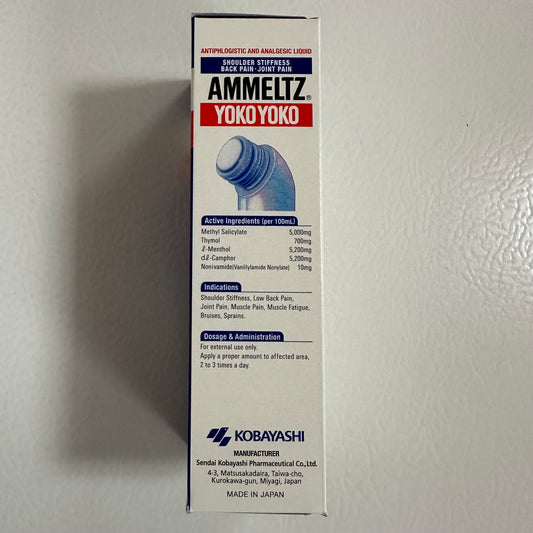 ANTIPHLOGISTIC AND ANALGESIC LIQUID
SHOULDER STIFFNESS
BACK PAIN・JOINT PAIN
AMMELTZ®
YOKOYOKO
Active Ingredients (per 100mL)
Methyl Salicylate 5,000mg
Thymol 700mg
ℓ-Menthol 5,200mg
dℓ-Camphor 5,200mg
Nonivamide(Vanillylamide Nonylate) 10mg
Indications
Shoulder Stiffness, Low Back Pain,
Joint Pain, Muscle Pain, Muscle Fatigue,
Bruises, Sprains.
Dosage & Administration
For external use only.
Apply a proper amount to affected area,
2 to 3 times a day.
KOBAYASHI
MANUFACTURER
Sendai Kobayashi Pharmaceutical Co.,Ltd.
4-3, Matsusakadaira, Taiwa-cho,
Kurokawa-gun, Miyagi, Japan
MADE IN JAPAN